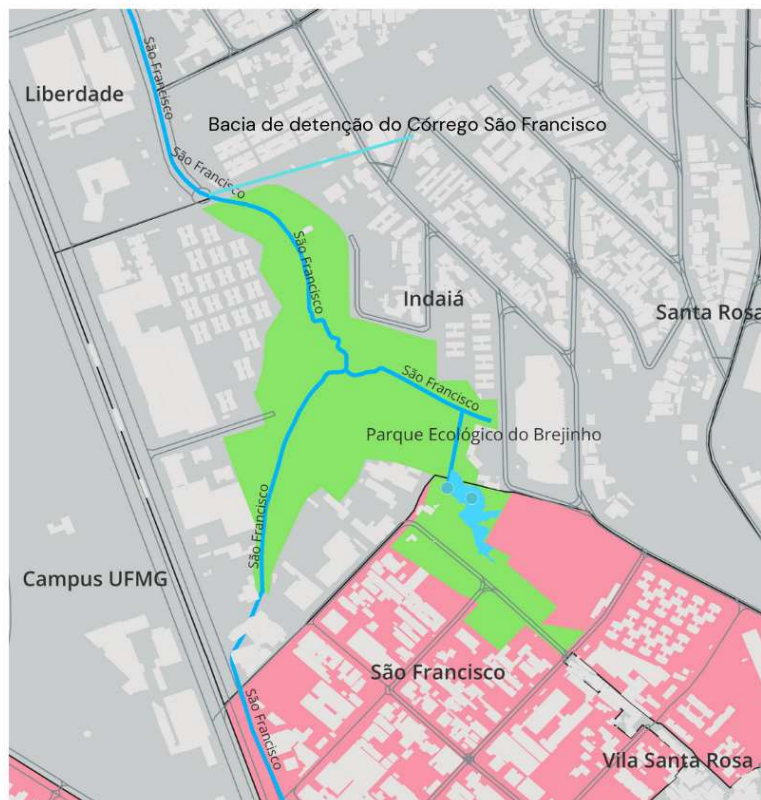 São Francisco
Liberdade
Bacia de detenção do Córrego São Francisco
São Francisco
São Francisco
Indaiá
Santa Rosa
São Francisco
Parque Ecológico do Brejinho
São Francisco
Campus UFMG
São Francisco
São Francisco
Vila Santa Rosa